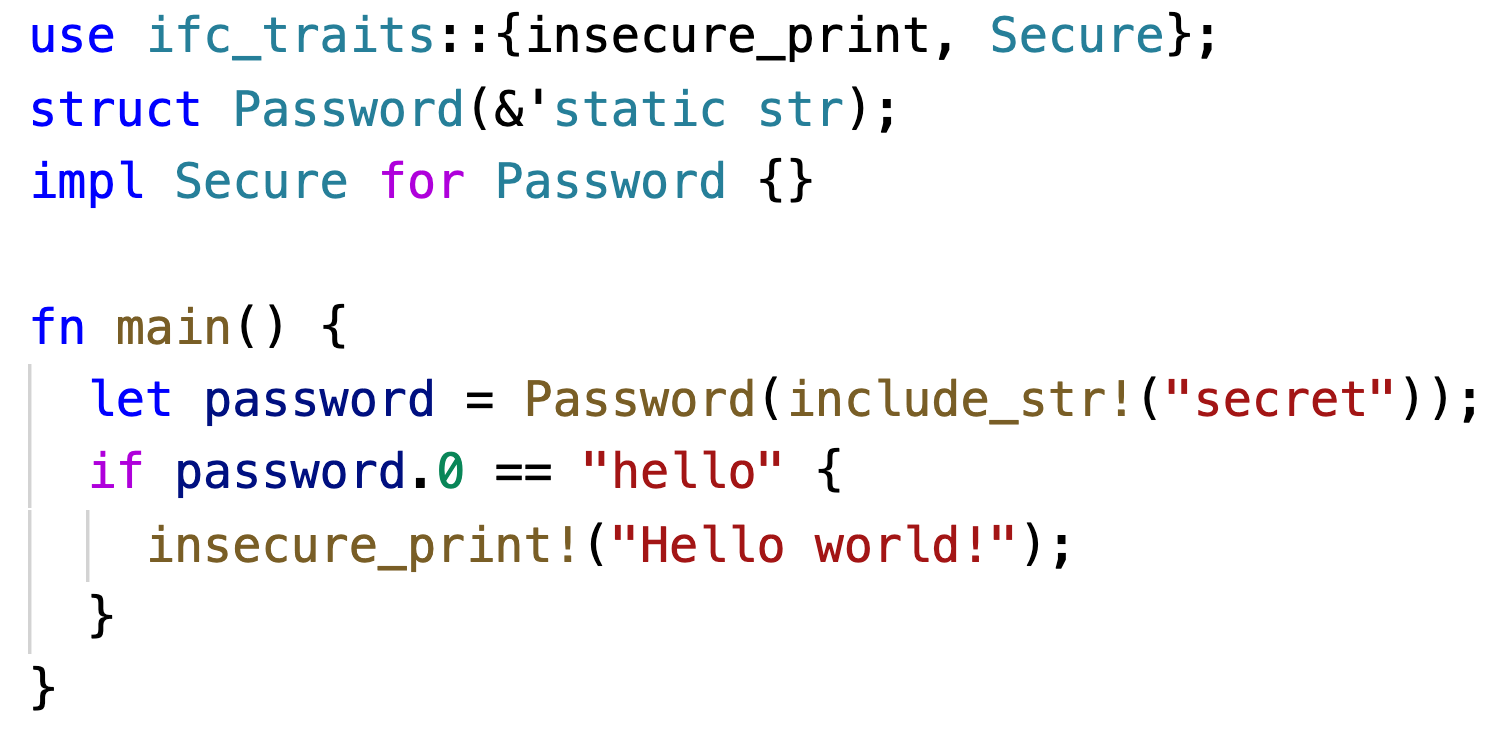 use ifc_traits::{insecure_print, Secure};
struct Password(&'static str);
impl Secure for Password {}
fn main() {
let password = Password(include_str!("secret"));
if password.0 == "hello" {
insecure_print!("Hello world!");
}
}